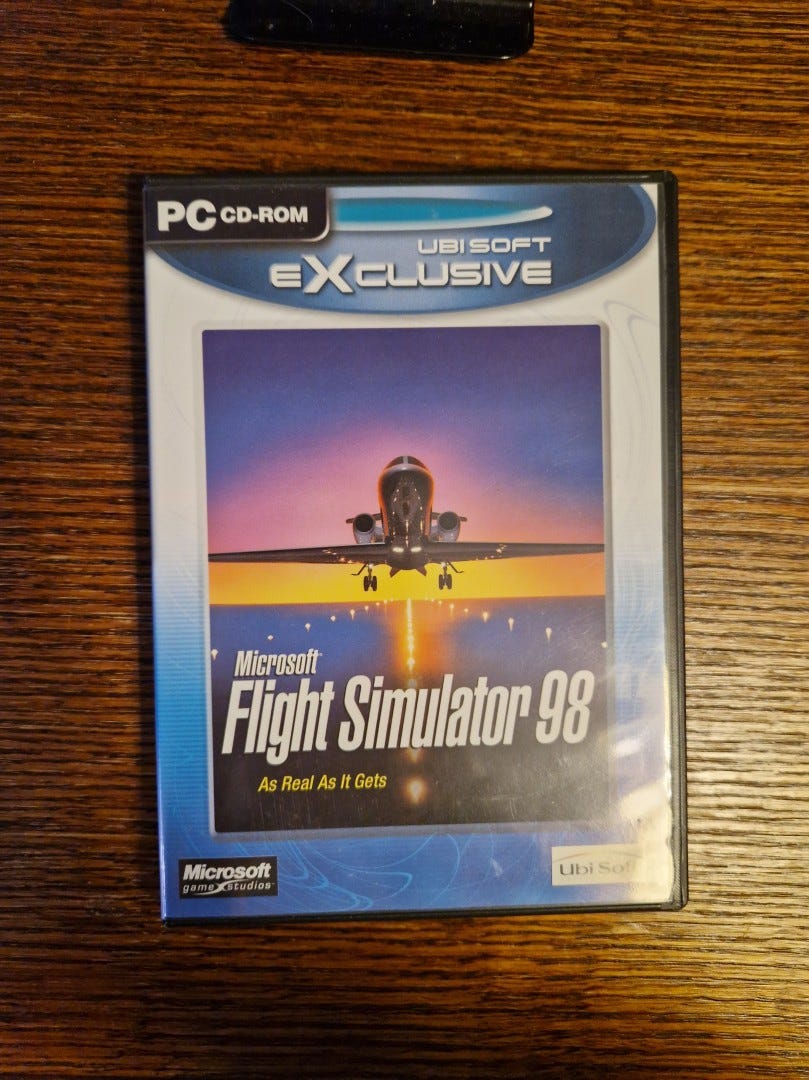 PC CD-ROM
UBI SOFT
eXCLUSIVE
Microsoft
Flight Simulator 98
As Real As It Gets
Microsoft
game studios
Ubi Soft